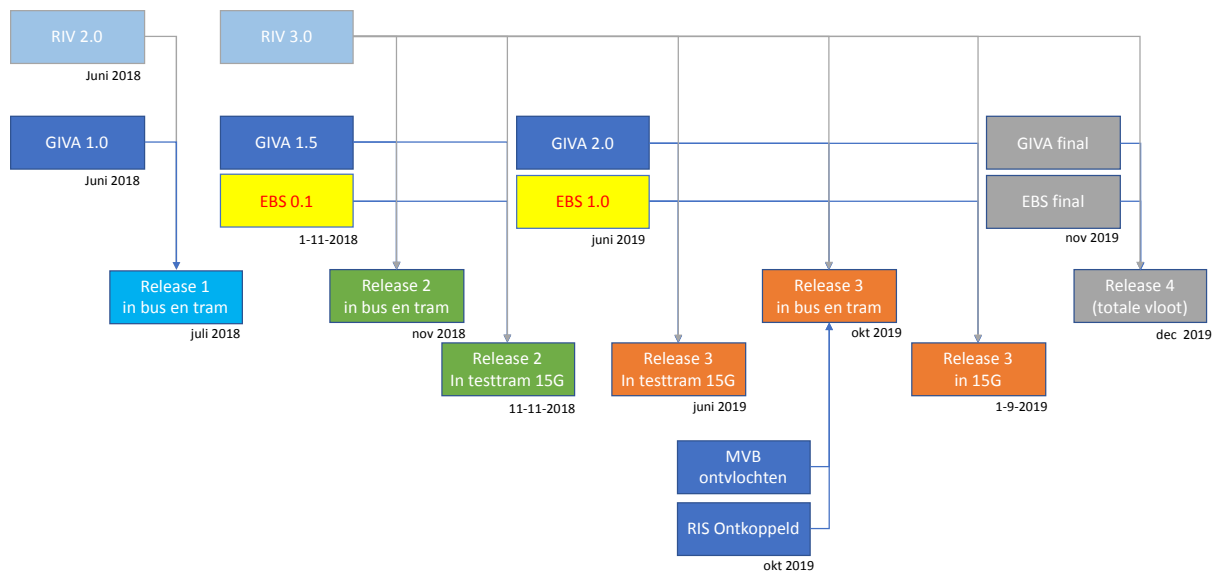 RIV 2.0
RIV 3.0
Juni 2018
GIVA 1.0
GIVA 1.5
GIVA 2.0
GIVA final
Juni 2018
EBS 0.1
EBS 1.0
EBS final
1-11-2018
juni 2019
nov 2019
Release 1
in bus en tram
juli 2018
Release 2
in bus en tram
nov 2018
Release 3
in bus en tram
okt 2019
Release 4
(totale vloot)
dec 2019
Release 2
In testtram 15G
11-11-2018
Release 3
In testtram 15G
juni 2019
Release 3
in 15G
1-9-2019
MVB
ontvlochten
RIS Ontkoppeld
okt 2019